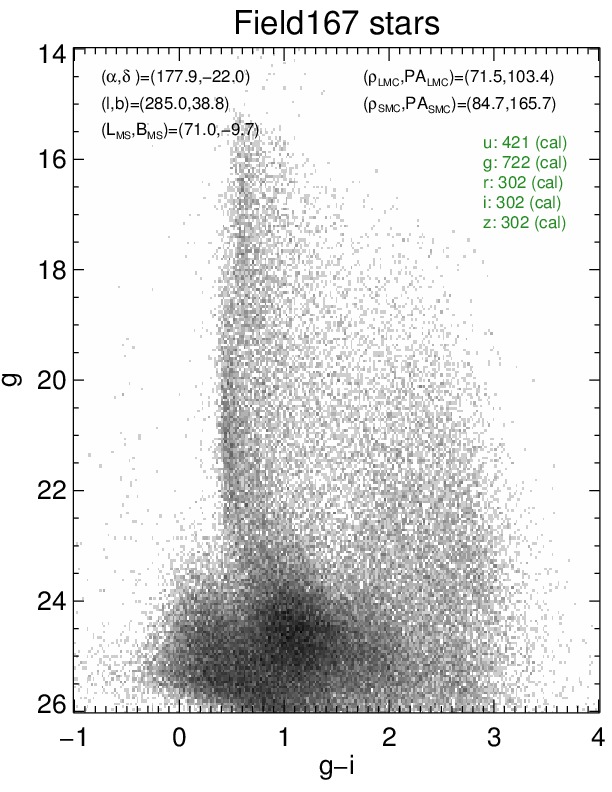 Field167 stars
(α,δ )=(177.9,−22.0)
(ρLMC,PALMC)=(71.5,103.4)
(l,b)=(285.0,38.8)
(ρSMC,PASMC)=(84.7,165.7)
(LMS,BMS)=(71.0,−9.7)
u: 421 (cal)
g: 722 (cal)
r: 302 (cal)
i: 302 (cal)
z: 302 (cal)
14
16
18
20
22
24
26
g
−1 0 1 2 3 4
g−i